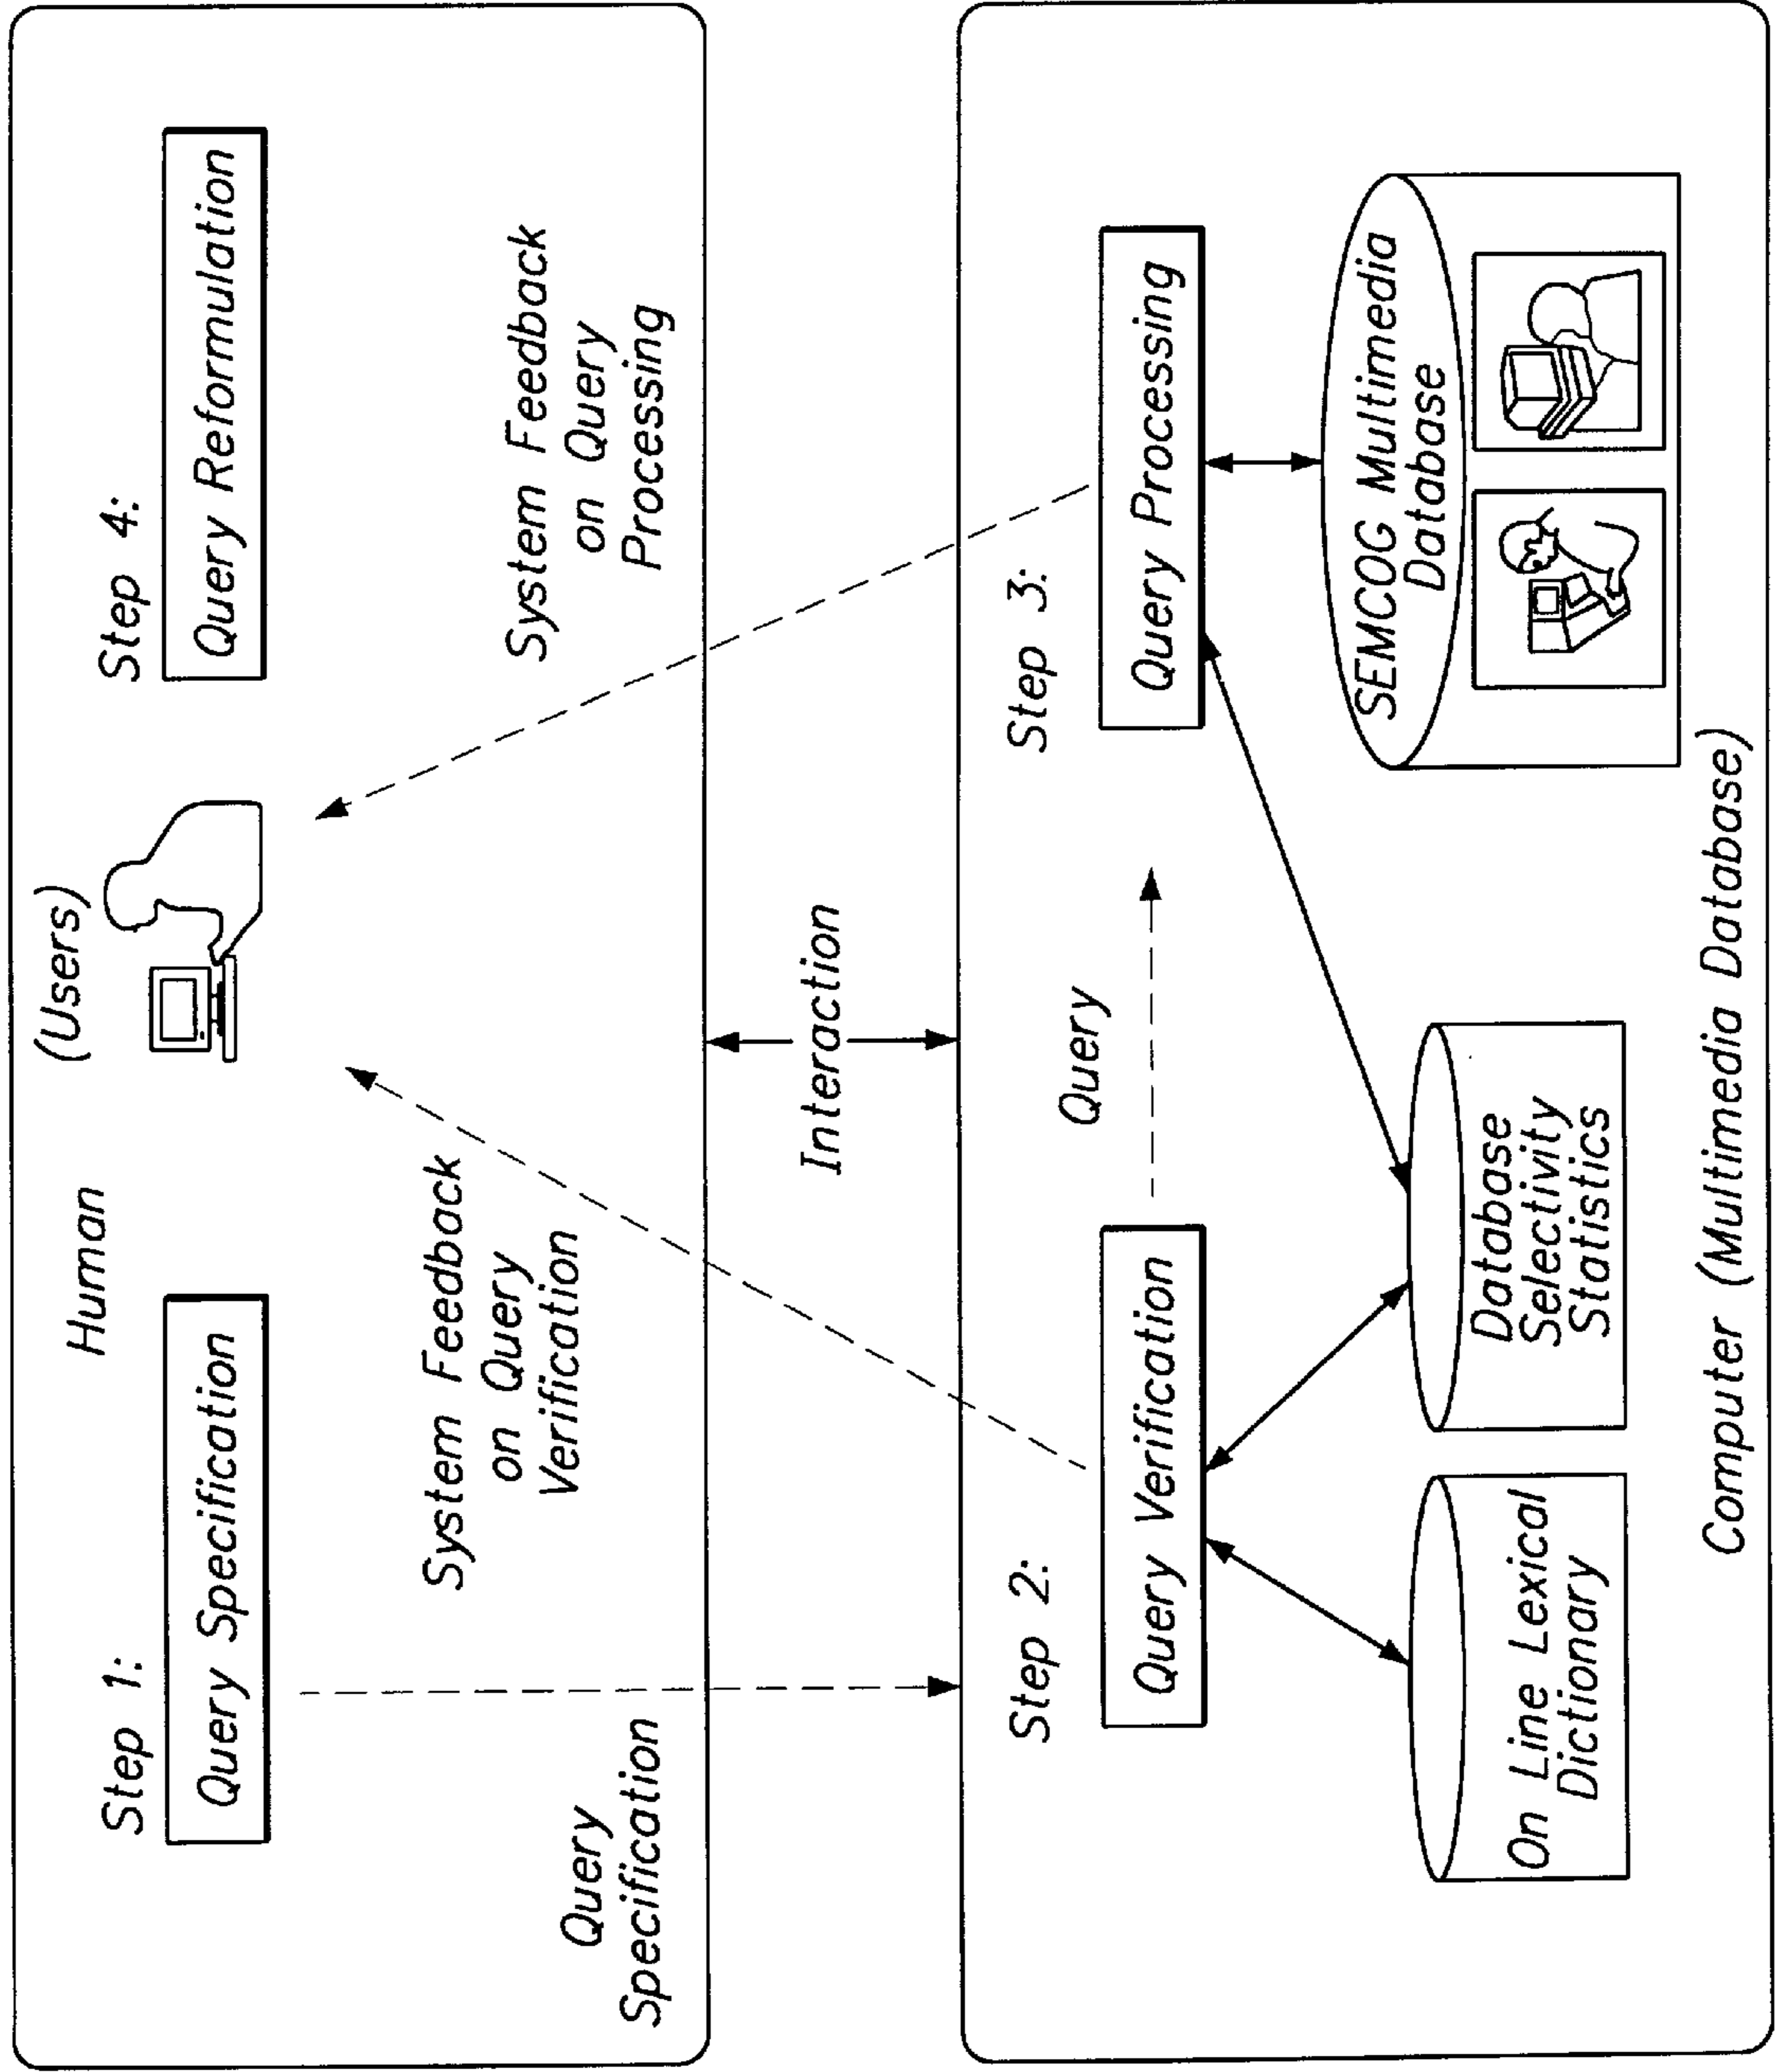 Human
(Users)
Step 1:
Query Specification
Step 4:
Query Reformulation
System Feedback
on Query
Verification
System Feedback
on Query
Processing
Query
Specification
Interaction
Step 2:
Query Verification
Query
Step 3:
Query Processing
On Line Lexical
Dictionary
Database
Selectivity
Statistics
SEMCOG Multimedia
Database
Computer (Multimedia Database)